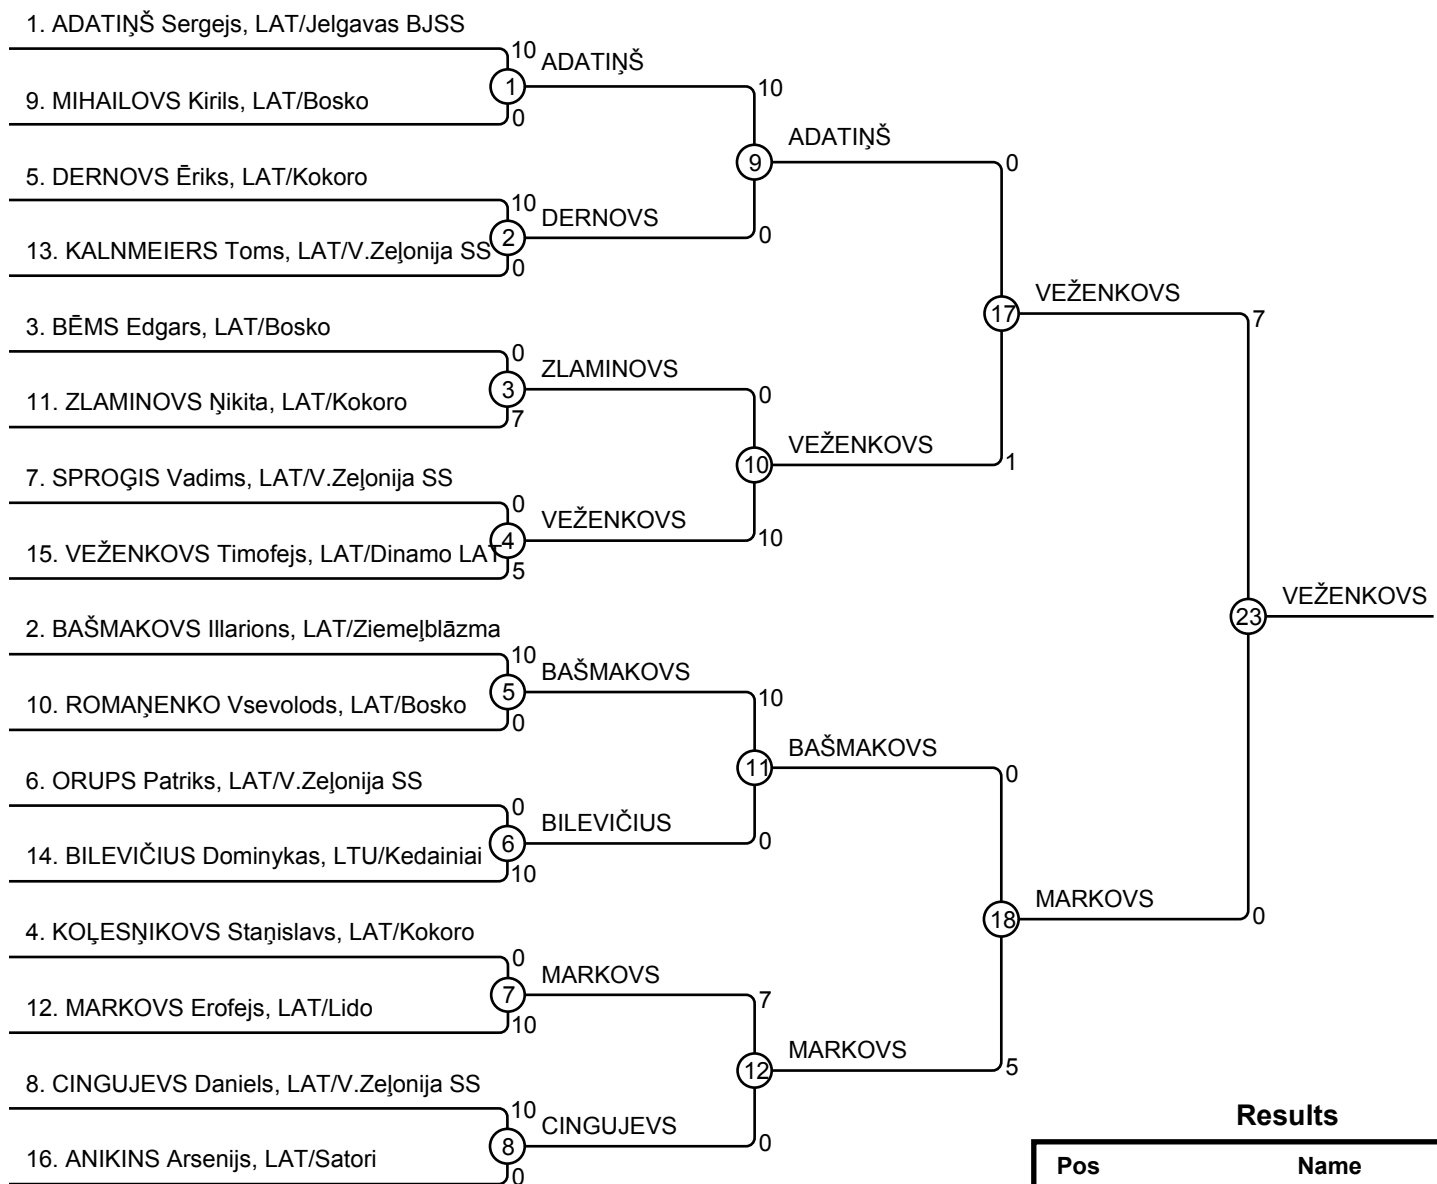 1. ADATIŅŠ Sergejs, LAT/Jelgavas BJSS
10
ADATIŅŠ
1
10
9. MIHAILOVS Kirils, LAT/Bosko
0
ADATIŅŠ
9
0
5. DERNOVS Ēriks, LAT/Kokoro
10
DERNOVS
2
0
13. KALNMEIERS Toms, LAT/V.Zeļonija SS
0
VEŽENKOVS
17
7
3. BĒMS Edgars, LAT/Bosko
0
ZLAMINOVS
3
0
11. ZLAMINOVS Ņikita, LAT/Kokoro
7
VEŽENKOVS
10
1
7. SPROĢIS Vadims, LAT/V.Zeļonija SS
0
VEŽENKOVS
4
10
15. VEŽENKOVS Timofejs, LAT/Dinamo LAT
5
VEŽENKOVS
23
2. BAŠMAKOVS Illarions, LAT/Ziemeļblāzma
10
BAŠMAKOVS
5
10
10. ROMAŅENKO Vsevolods, LAT/Bosko
0
BAŠMAKOVS
11
0
6. ORUPS Patriks, LAT/V.Zeļonija SS
0
BILEVIČIUS
6
0
14. BILEVIČIUS Dominykas, LTU/Kedainiai
10
MARKOVS
18
0
4. KOĻESŅIKOVS Staņislavs, LAT/Kokoro
0
MARKOVS
7
7
12. MARKOVS Erofejs, LAT/Lido
10
MARKOVS
12
5
8. CINGUJEVS Daniels, LAT/V.Zeļonija SS
10
CINGUJEVS
8
0
16. ANIKINS Arsenijs, LAT/Satori
0
Results
Pos Name